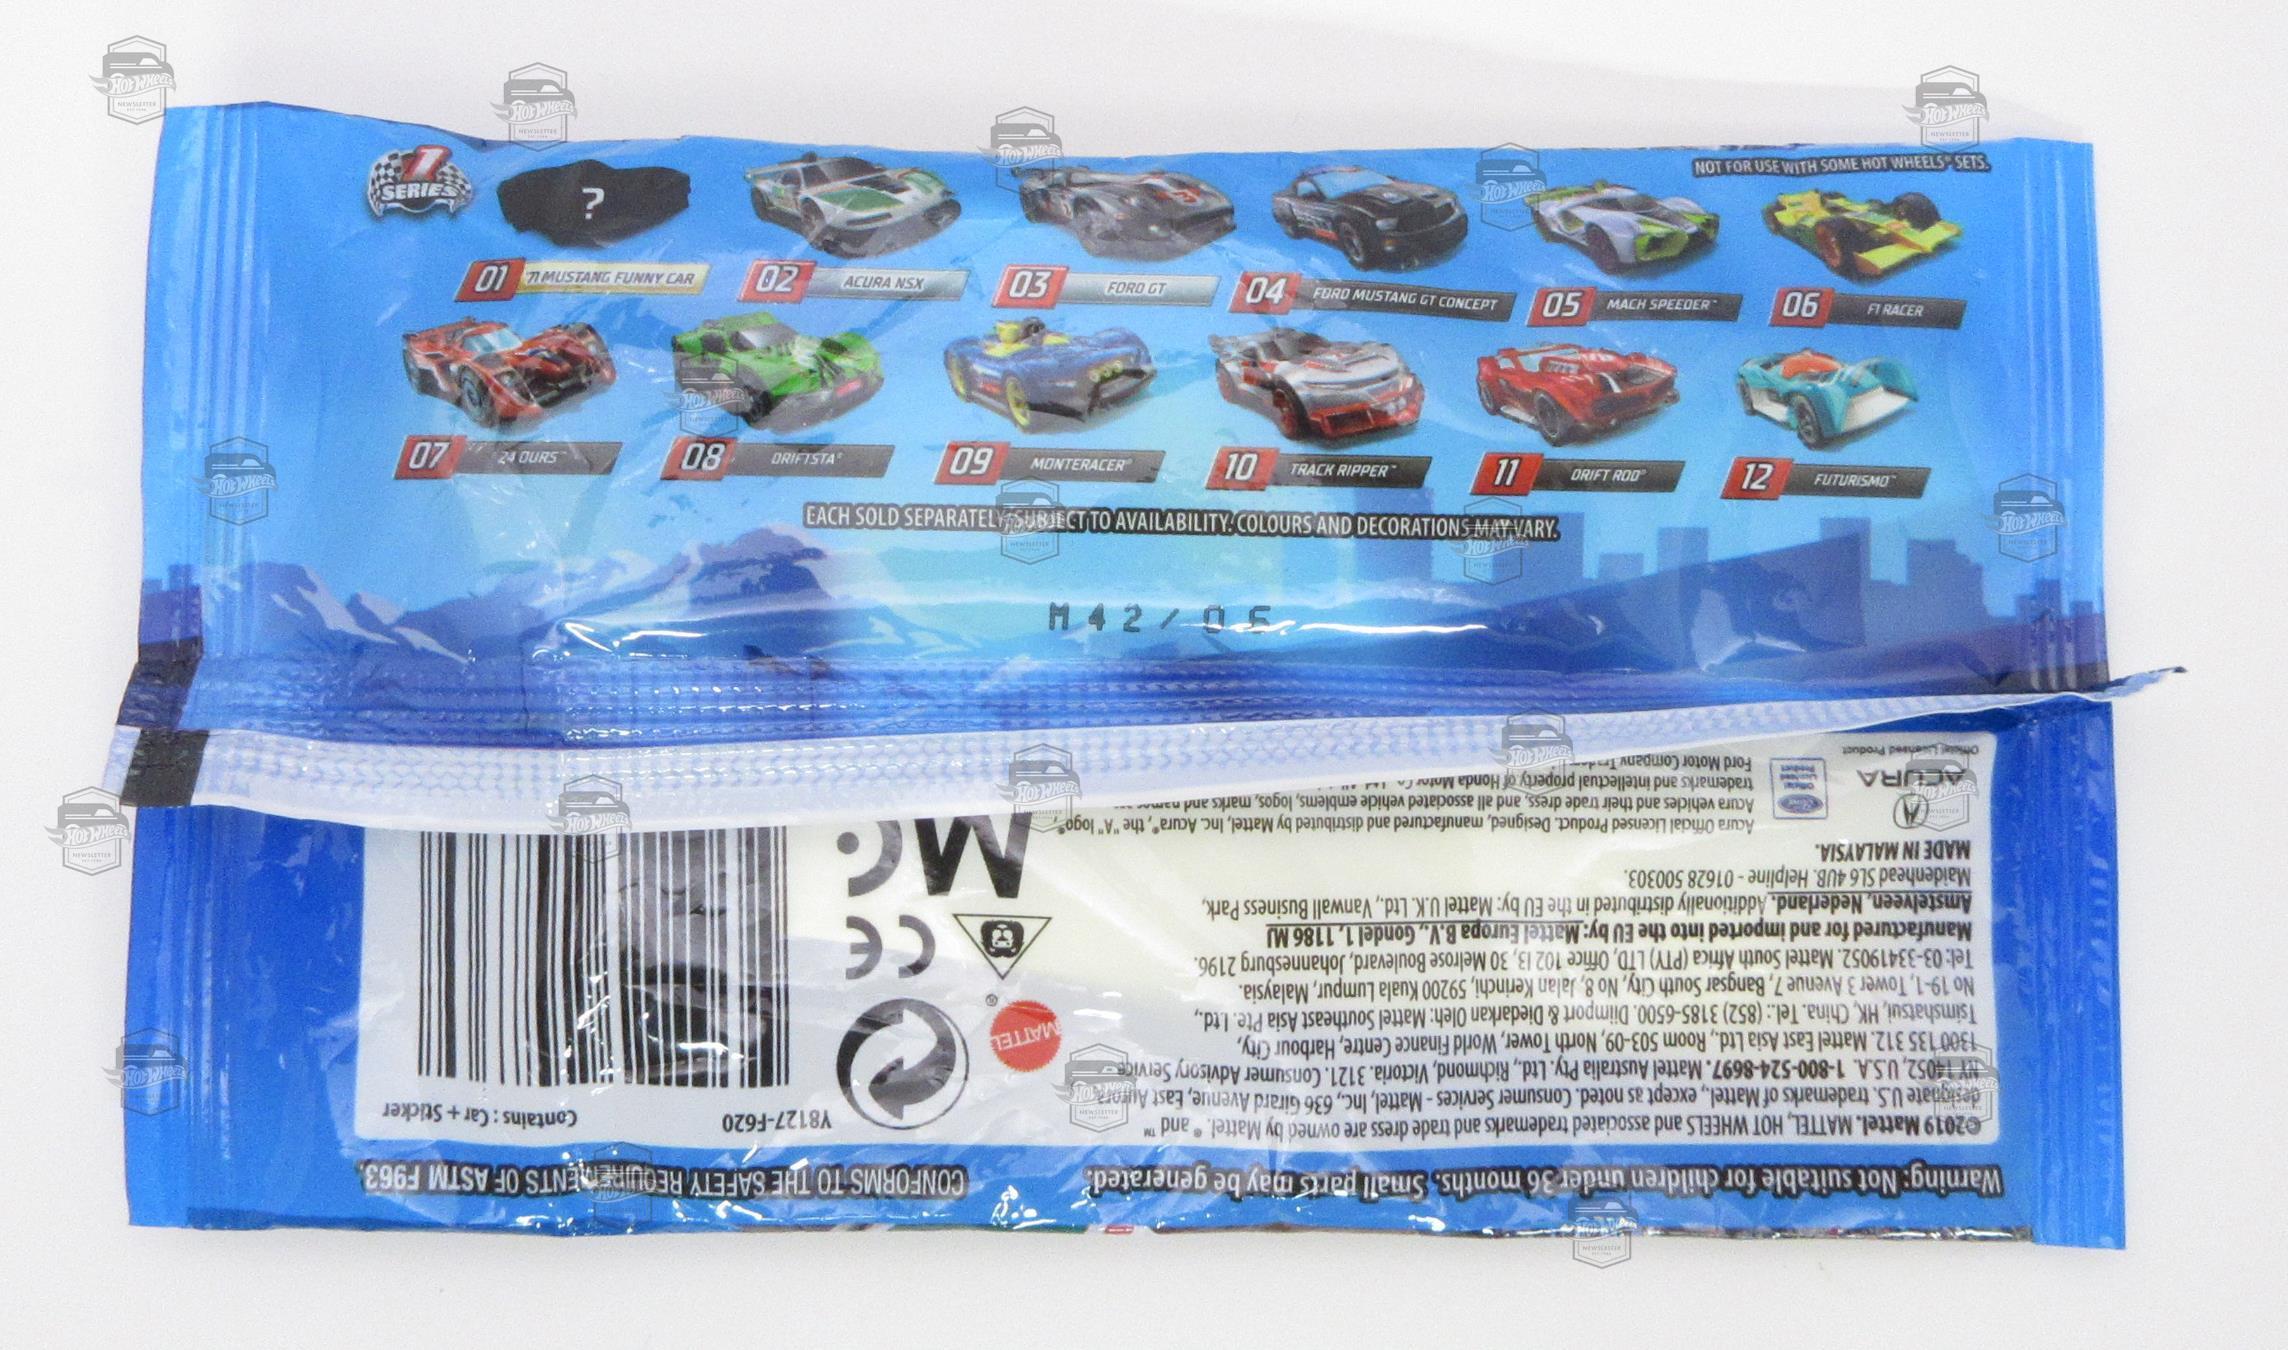 1 SERIES
?
NOT FOR USE WITH SOME HOT WHEELS® SETS.
01 '71 MUSTANG FUNNY CAR
02 ACURA NSX
03 FORD GT
04 FORD MUSTANG GT CONCEPT
05 MACH SPEEDER™
06 F1 RACER
07 24 OURS™
08 DRIFTSTA®
09 MONTERACER®
10 TRACK RIPPER™
11 DRIFT ROD®
12 FUTURISMO™
EACH SOLD SEPARATELY, SUBJECT TO AVAILABILITY. COLOURS AND DECORATIONS MAY VARY.
M42/06
Warning: Not suitable for children under 36 months. Small parts may be generated.
CONFORMS TO THE SAFETY REQUIREMENTS OF ASTM F963.
©2019 Mattel. MATTEL, HOT WHEELS and associated trademarks and trade dress are owned by Mattel. ® and ™
designate U.S. trademarks of Mattel, except as noted. Consumer Services - Mattel, Inc., 636 Girard Avenue, East Aurora,
NY 14052, U.S.A. 1-800-524-8697. Mattel Australia Pty. Ltd., Richmond, Victoria. 3121. Consumer Advisory Service
1300 135 312. Mattel East Asia Ltd., Room 503-09, North Tower, World Finance Centre, Harbour City,
Tsimshatsui, HK, China. Tel.: (852) 3185-6500. Diimport & Diedarkan Oleh: Mattel Southeast Asia Pte. Ltd.,
No 19-1, Tower 3 Avenue 7, Bangsar South City, No 8, Jalan Kerinchi, 59200 Kuala Lumpur, Malaysia.
Tel: 03-33419052. Mattel South Africa (PTY) LTD, Office 102 I3, 30 Melrose Boulevard, Johannesburg 2196.
Manufactured for and imported into the EU by: Mattel Europa B.V., Gondel 1, 1186 MJ
Amstelveen, Nederland. Additionally distributed in the EU by: Mattel U.K. Ltd., Vanwall Business Park,
Maidenhead SL6 4UB. Helpline - 01628 500303.
MADE IN MALAYSIA.
Acura Official Licensed Product. Designed, manufactured and distributed by Mattel, Inc. Acura®, the "A" logo®,
Acura vehicles and their trade dress, and all associated vehicle emblems, logos, marks and names are
trademarks and intellectual property of Honda Motor Co.
Ford Motor Company
ACURA
Official Licensed Product
Ford
Official Licensed Product
MATTEL®
CE
MC
Y8127-F620
Contains : Car + Sticker
HOT WHEELS
NEWSLETTER